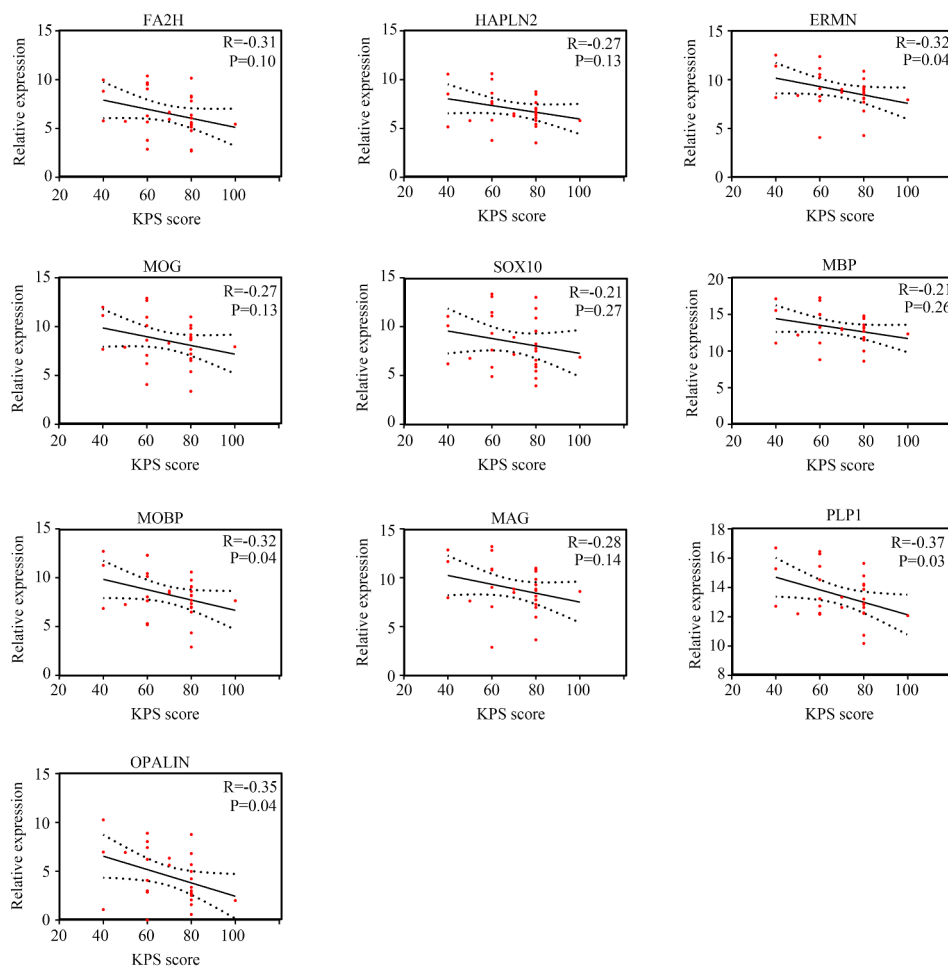 FA2H
R=-0.31
P=0.10
15
10
5
0
Relative expression
20 40 60 80 100
KPS score
HAPLN2
R=-0.27
P=0.13
15
10
5
0
Relative expression
20 40 60 80 100
KPS score
ERMN
R=-0.32
P=0.04
15
10
5
0
Relative expression
20 40 60 80 100
KPS score
MOG
R=-0.27
P=0.13
15
10
5
0
Relative expression
20 40 60 80 100
KPS score
SOX10
R=-0.21
P=0.27
15
10
5
0
Relative expression
20 40 60 80 100
KPS score
MBP
R=-0.21
P=0.26
20
15
10
5
0
Relative expression
20 40 60 80 100
KPS score
MOBP
R=-0.32
P=0.04
15
10
5
0
Relative expression
20 40 60 80 100
KPS score
MAG
R=-0.28
P=0.14
15
10
5
0
Relative expression
20 40 60 80 100
KPS score
PLP1
R=-0.37
P=0.03
18
16
14
12
10
8
Relative expression
20 40 60 80 100
KPS score
OPALIN
R=-0.35
P=0.04
15
10
5
0
Relative expression
20 40 60 80 100
KPS score